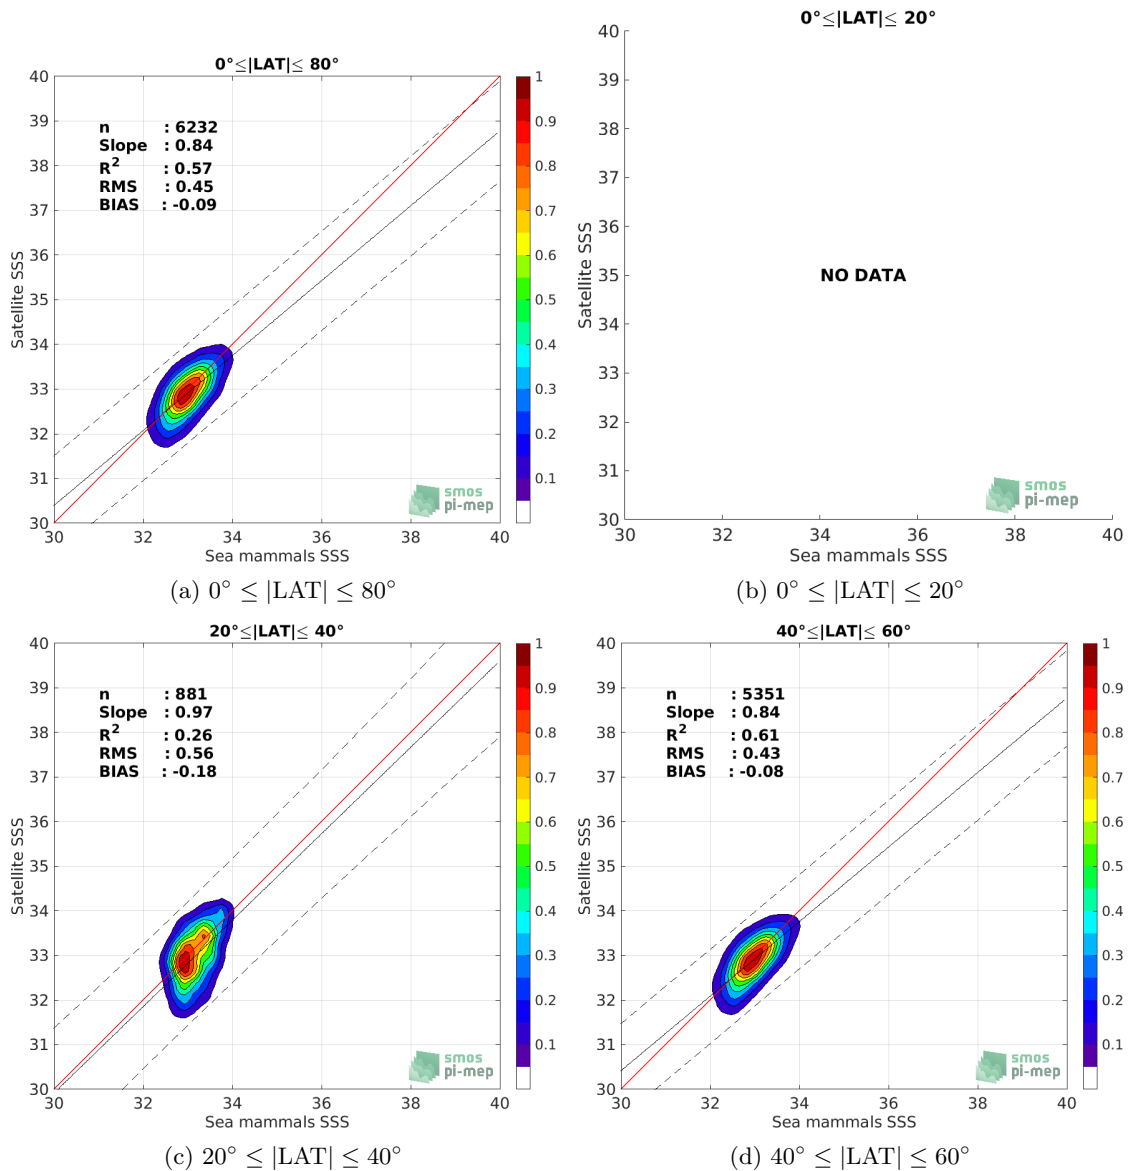 0°≤|LAT|≤ 80°
40
39
38
37
36
35
34
33
32
31
30
Satellite SSS
n : 6232
Slope : 0.84
R2 : 0.57
RMS : 0.45
BIAS : -0.09
smos
pi-mep
30 32 34 36 38 40
Sea mammals SSS
1
0.9
0.8
0.7
0.6
0.5
0.4
0.3
0.2
0.1
(a) 0° ≤ |LAT| ≤ 80°
0°≤|LAT|≤ 20°
40
39
38
37
36
35
34
33
32
31
30
Satellite SSS
NO DATA
smos
pi-mep
30 32 34 36 38 40
Sea mammals SSS
(b) 0° ≤ |LAT| ≤ 20°
20°≤|LAT|≤ 40°
40
39
38
37
36
35
34
33
32
31
30
Satellite SSS
n : 881
Slope : 0.97
R2 : 0.26
RMS : 0.56
BIAS : -0.18
smos
pi-mep
30 32 34 36 38 40
Sea mammals SSS
1
0.9
0.8
0.7
0.6
0.5
0.4
0.3
0.2
0.1
(c) 20° ≤ |LAT| ≤ 40°
40°≤|LAT|≤ 60°
40
39
38
37
36
35
34
33
32
31
30
Satellite SSS
n : 5351
Slope : 0.84
R2 : 0.61
RMS : 0.43
BIAS : -0.08
smos
pi-mep
30 32 34 36 38 40
Sea mammals SSS
1
0.9
0.8
0.7
0.6
0.5
0.4
0.3
0.2
0.1
(d) 40° ≤ |LAT| ≤ 60°